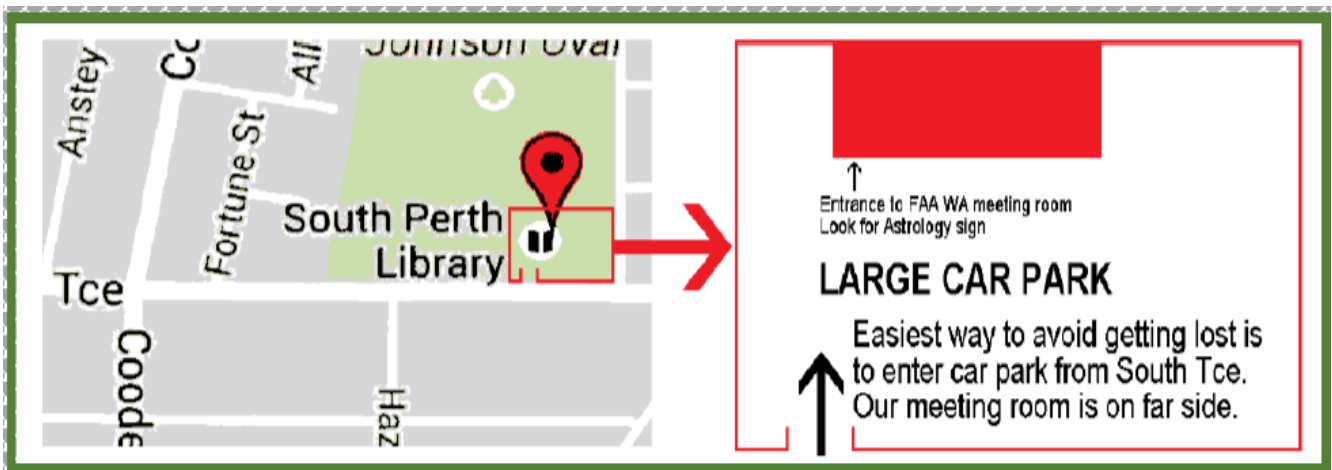 Johnson Oval
Anstey
Co
All
Fortune St
South Perth
Library
Tce
Coode
Haz
Entrance to FAA WA meeting room
Look for Astrology sign
LARGE CAR PARK
Easiest way to avoid getting lost is
to enter car park from South Tce.
Our meeting room is on far side.